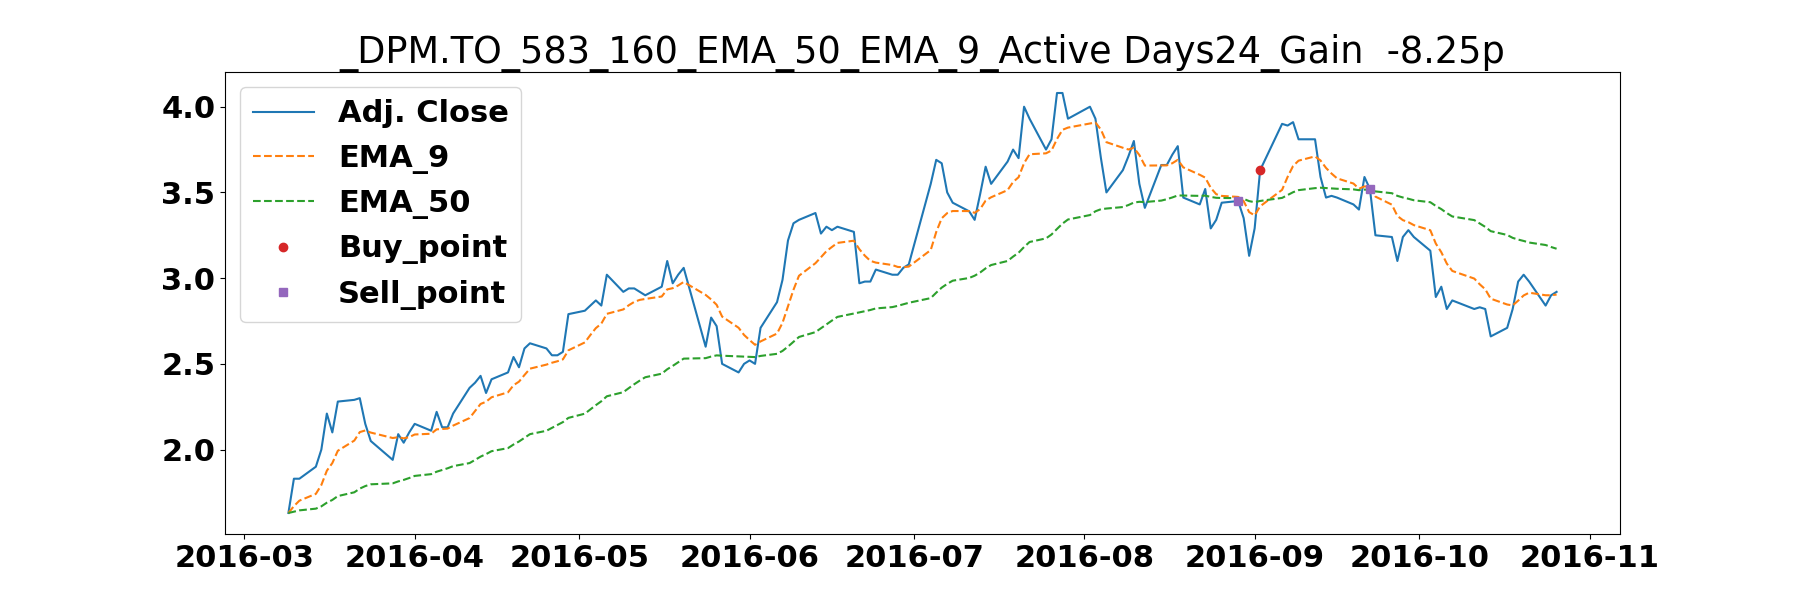 _DPM.TO_583_160_EMA_50_EMA_9_Active Days24_Gain  -8.25p
4.0
3.5
3.0
2.5
2.0
Adj. Close
EMA_9
EMA_50
Buy_point
Sell_point
2016-03 2016-04 2016-05 2016-06 2016-07 2016-08 2016-09 2016-10 2016-11